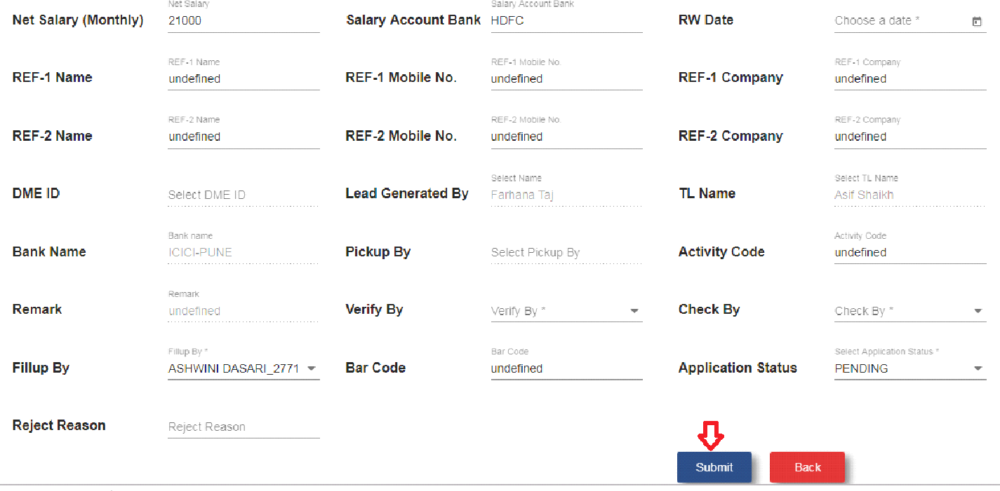 Net Salary Salary Account Bank
Net Salary (Monthly) 21000 Salary Account Bank HDFC RW Date Choose a date *
REF-1 Name REF-1 Mobile No. REF-1 Company
REF-1 Name undefined REF-1 Mobile No. undefined REF-1 Company undefined
REF-2 Name REF-2 Mobile No. REF-2 Company
REF-2 Name undefined REF-2 Mobile No. undefined REF-2 Company undefined
Select Name Select TL Name
DME ID Select DME ID Lead Generated By Farhana Taj TL Name Asif Shaikh
Bank name Activity Code
Bank Name ICICI-PUNE Pickup By Select Pickup By Activity Code undefined
Remark
Remark undefined Verify By Verify By * Check By Check By *
Fillup By * Bar Code Select Application Status *
Fillup By ASHWINI DASARI_2771 Bar Code undefined Application Status PENDING
Reject Reason Reject Reason
Submit Back